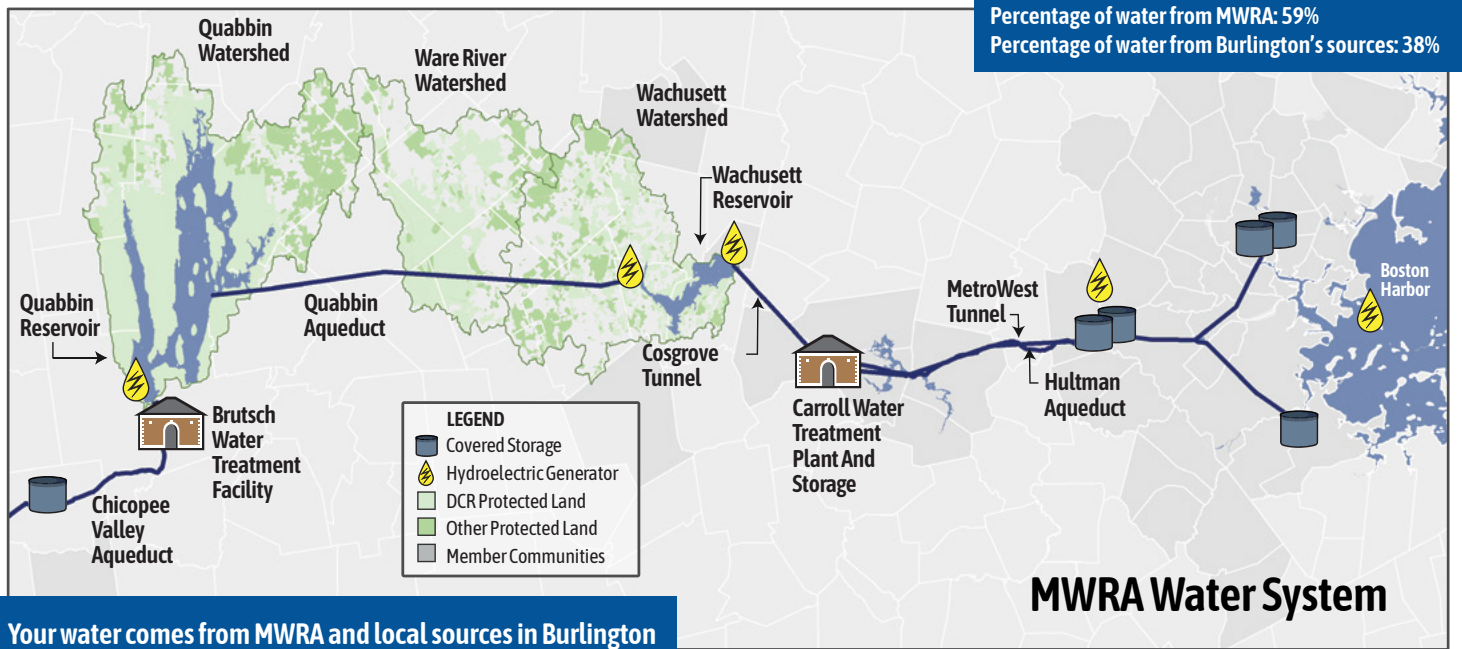 Percentage of water from MWRA: 59%
Percentage of water from Burlington's sources: 38%
Quabbin
Watershed
Ware River
Watershed
Wachusett
Watershed
Wachusett
Reservoir
Quabbin
Reservoir
Quabbin
Aqueduct
Cosgrove
Tunnel
MetroWest
Tunnel
Hultman
Aqueduct
Boston
Harbor
Brutsch
Water
Treatment
Facility
Carroll Water
Treatment
Plant And
Storage
Chicopee
Valley
Aqueduct
LEGEND
Covered Storage
Hydroelectric Generator
DCR Protected Land
Other Protected Land
Member Communities
MWRA Water System
Your water comes from MWRA and local sources in Burlington